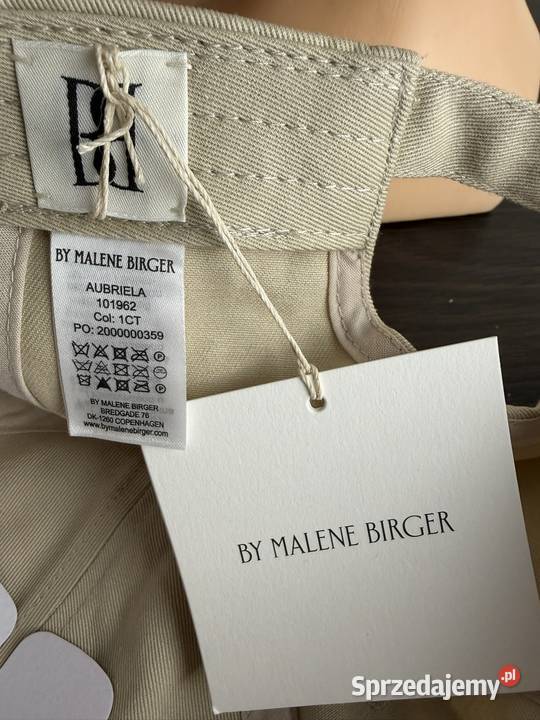 BY MALENE BIRGER
AUBRIELA
101962
Col: 1CT
PO: 2000000359
BY MALENE BIRGER
BREDGADE 76
DK-1260 COPENHAGEN
www.bymalenebirger.com
BY MALENE BIRGER
Sprzedajemy.pl